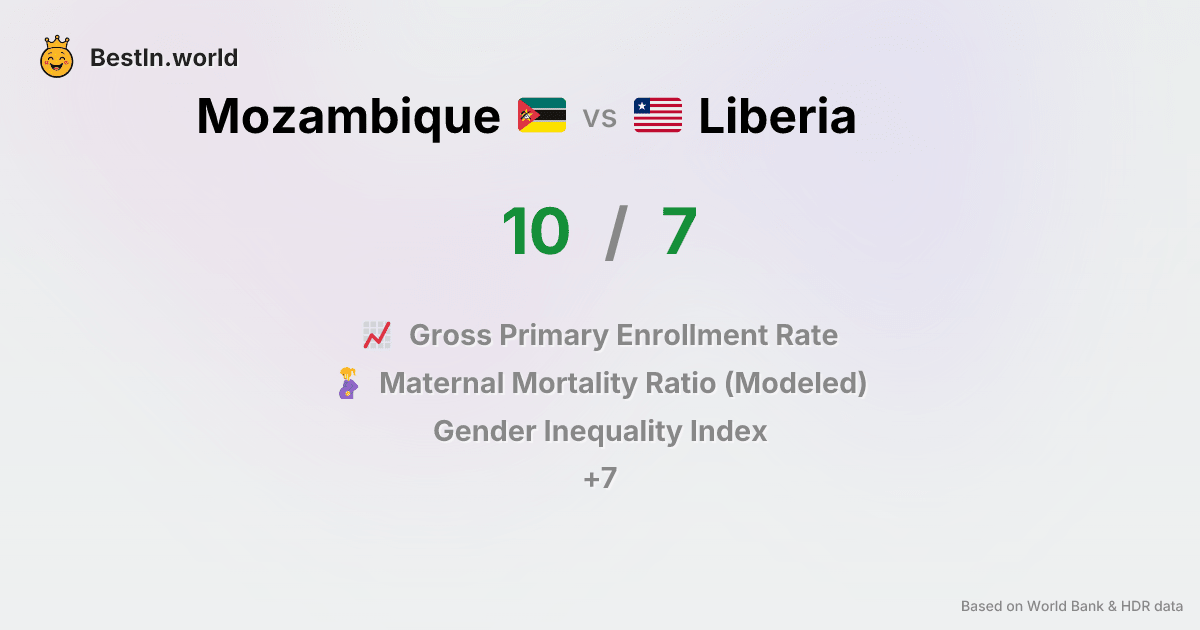 BestIn.world
Mozambique vs Liberia
10 / 7
Gross Primary Enrollment Rate
Maternal Mortality Ratio (Modeled)
Gender Inequality Index
+7
Based on World Bank & HDR data